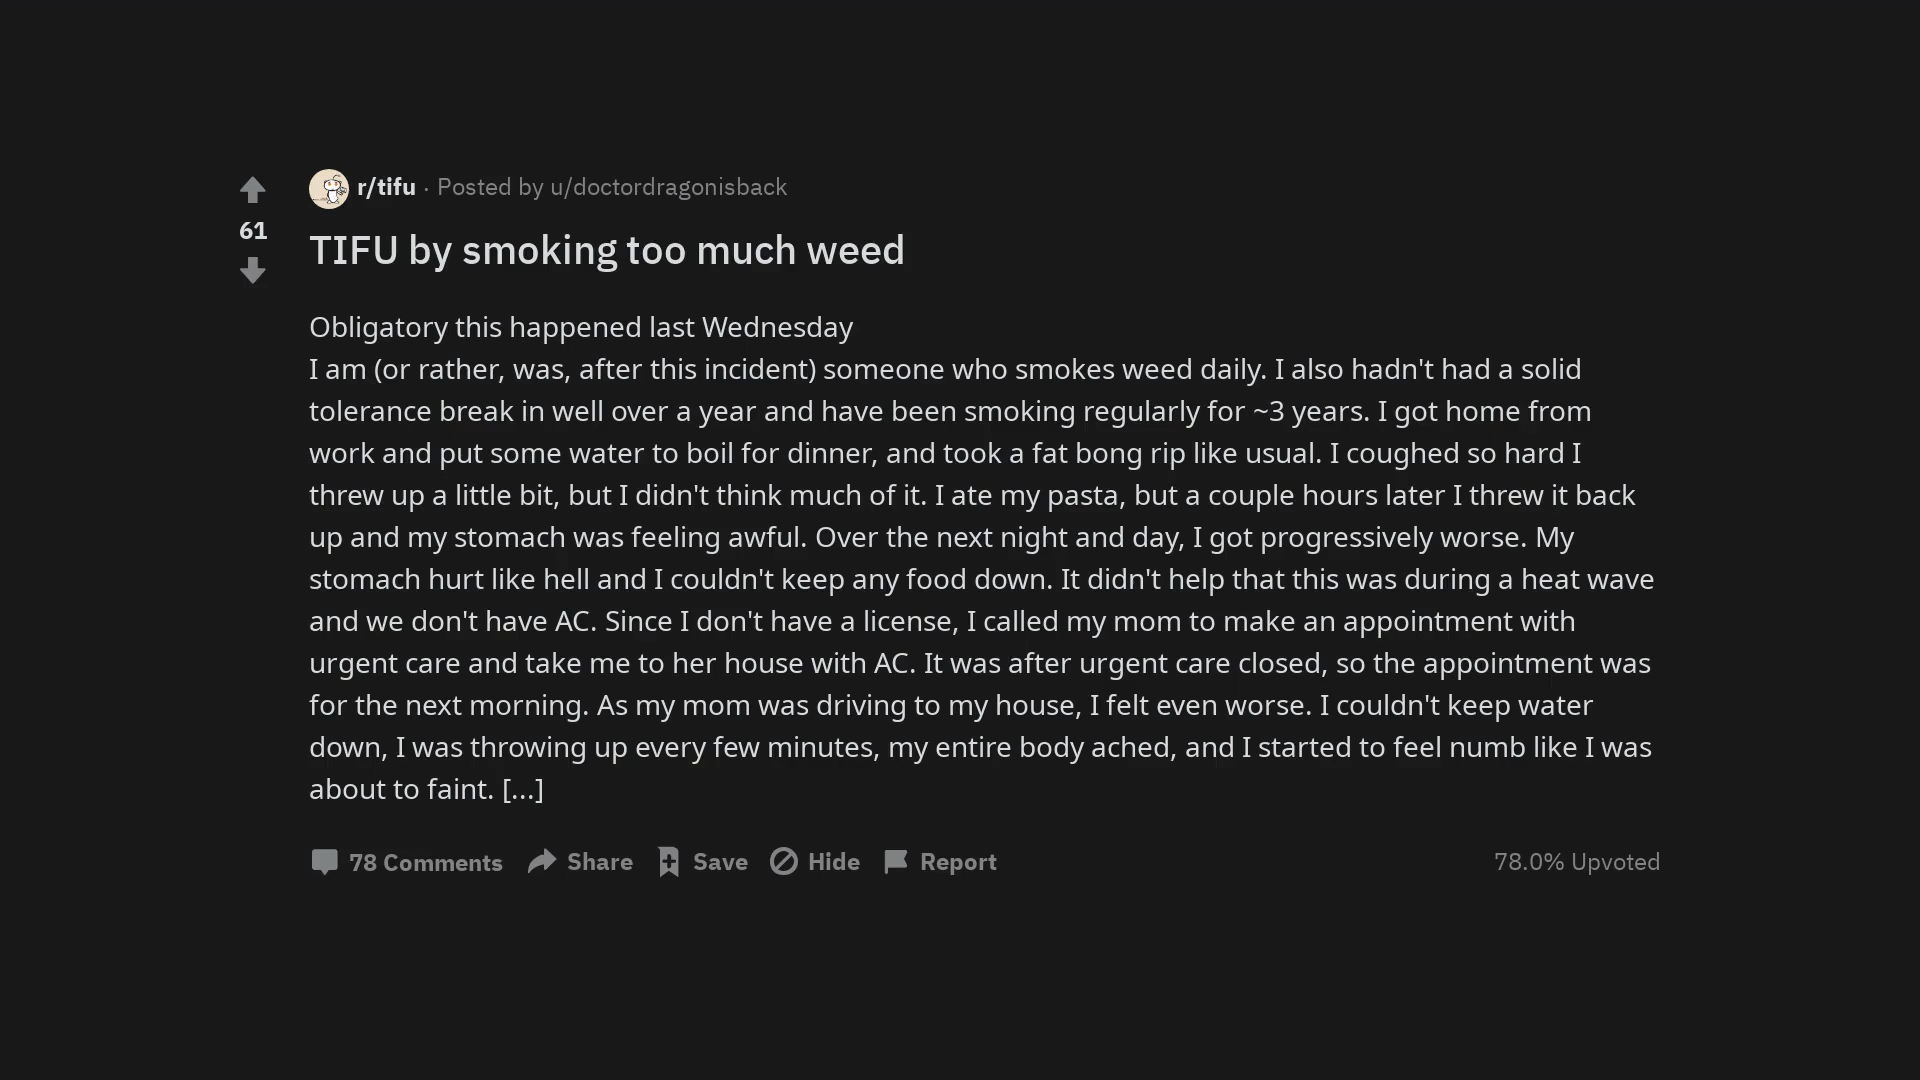 r/tifu · Posted by u/doctordragonisback
61
TIFU by smoking too much weed
Obligatory this happened last Wednesday
I am (or rather, was, after this incident) someone who smokes weed daily. I also hadn't had a solid
tolerance break in well over a year and have been smoking regularly for ~3 years. I got home from
work and put some water to boil for dinner, and took a fat bong rip like usual. I coughed so hard I
threw up a little bit, but I didn't think much of it. I ate my pasta, but a couple hours later I threw it back
up and my stomach was feeling awful. Over the next night and day, I got progressively worse. My
stomach hurt like hell and I couldn't keep any food down. It didn't help that this was during a heat wave
and we don't have AC. Since I don't have a license, I called my mom to make an appointment with
urgent care and take me to her house with AC. It was after urgent care closed, so the appointment was
for the next morning. As my mom was driving to my house, I felt even worse. I couldn't keep water
down, I was throwing up every few minutes, my entire body ached, and I started to feel numb like I was
about to faint. [...]
78 Comments Share Save Hide Report 78.0% Upvoted